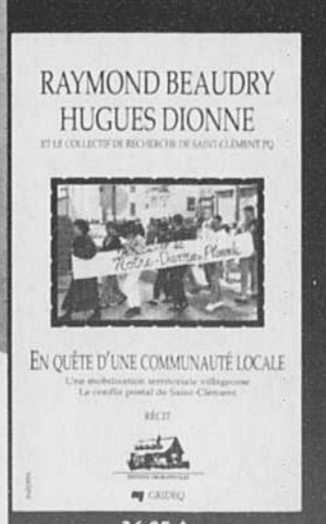 RAYMOND BEAUDRY
HUGUES DIONNE
ET LE COLLECTIF DE RECHERCHE DE SAINT-CLÉMENT PQ
Notre-Dame
EN QUÊTE D'UNE COMMUNAUTÉ LOCALE
Une mobilisation territoriale villageoise
Le conflit postal de Saint-Clément
RÉCIT
GRIDEQ